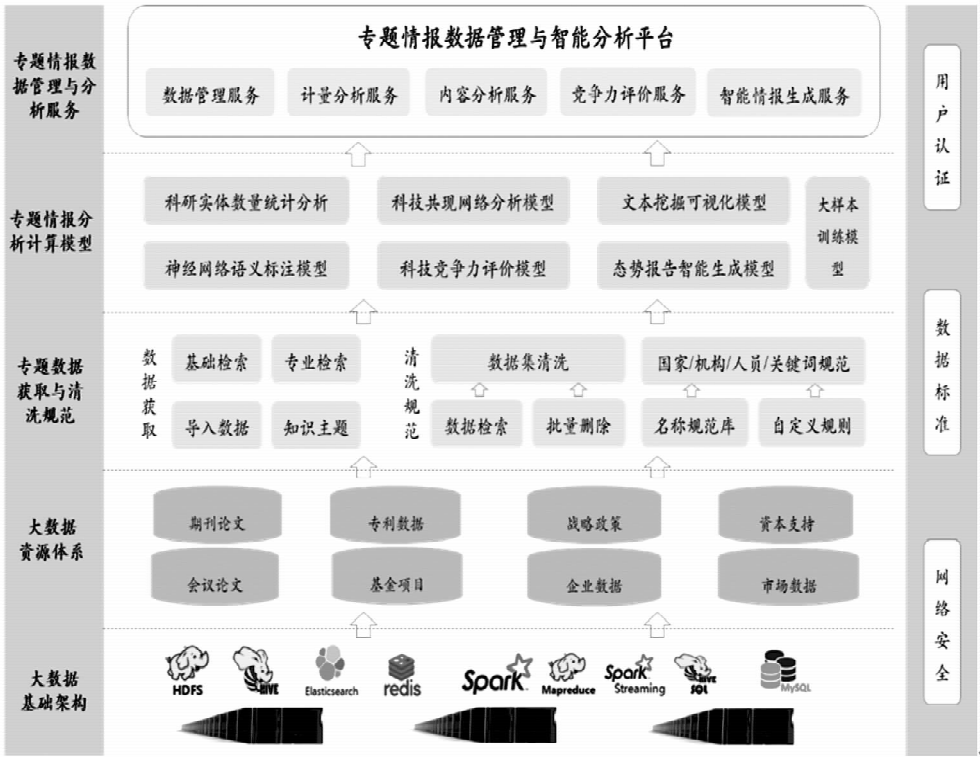 专题情报数据管理与智能分析平台
专题情报数
据管理与分
析服务
数据管理服务
计量分析服务
内容分析服务
竞争力评价服务
智能情报生成服务
用户认证
专题情报分
析计算模型
科研实体数量统计分析
科技共现网络分析模型
文本挖掘可视化模型
大样本
训练模
型
神经网络语义标注模型
科技竞争力评价模型
态势报告智能生成模型
专题数据
获取与清
洗规范
数据获取
基础检索
专业检索
导入数据
知识主题
清洗规范
数据集清洗
国家/机构/人员/关键词规范
数据检索
批量删除
名称规范库
自定义规则
数据标准
大数据
资源体系
期刊论文
专利数据
战略政策
资本支持
会议论文
基金项目
企业数据
市场数据
网络安全
大数据
基础架构
HDFS
HIVE
Elasticsearch
redis
Spark
Mapreduce
Spark
Streaming
HIVE
SQL
MySQL